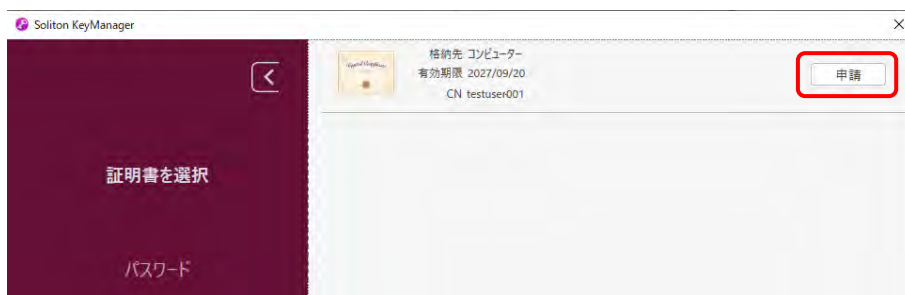 Soliton KeyManager
格納先 コンピューター
有効期限 2027/09/20
CN testuser001
申請
証明書を選択
パスワード